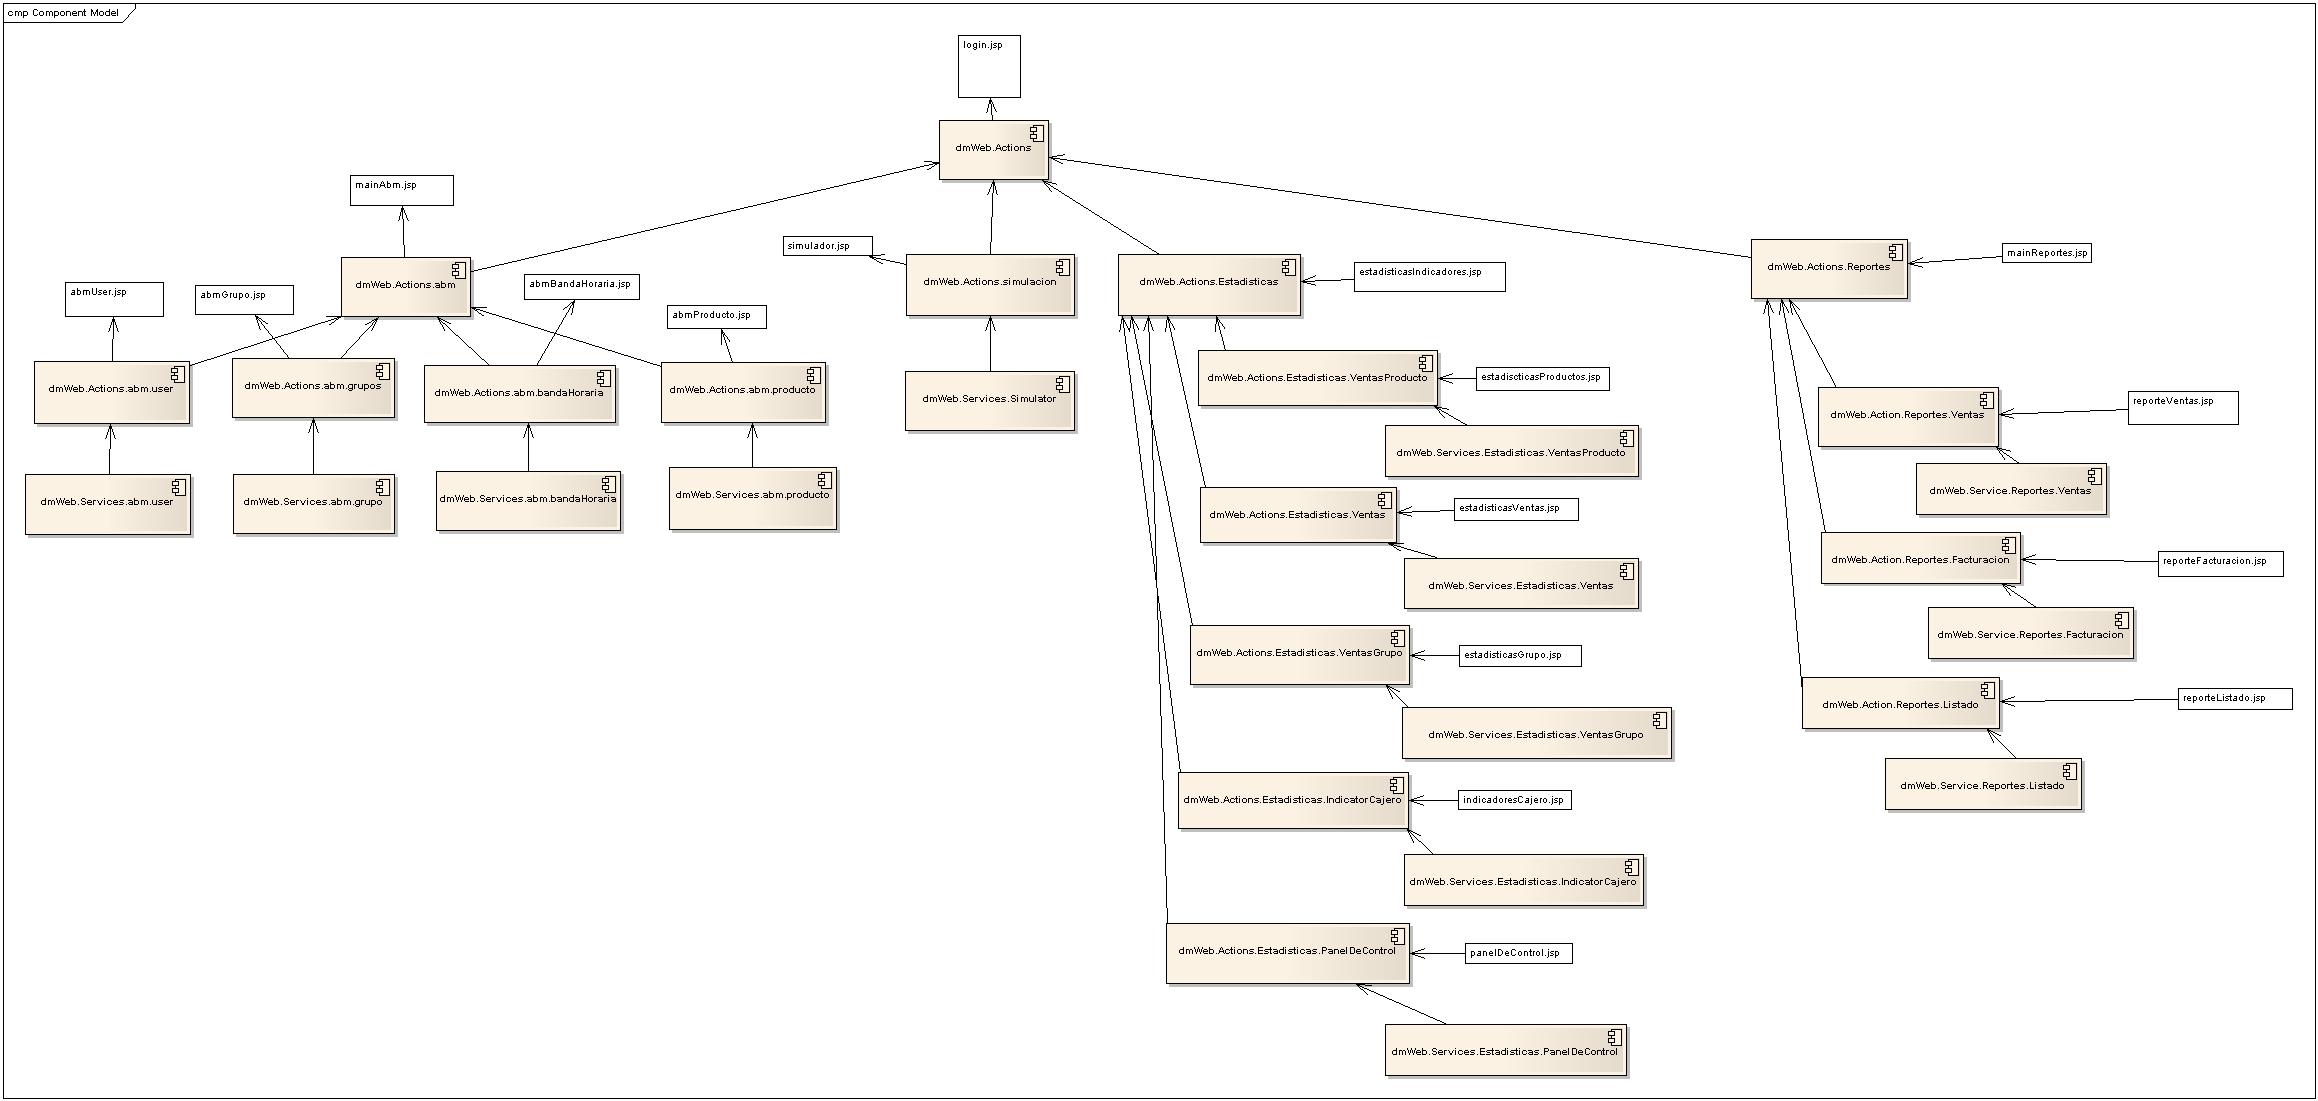 cmp Component Model
login.jsp
dmWeb.Actions
mainAbm.jsp
dmWeb.Actions.abm
abmUser.jsp
abmGrupo.jsp
abmBandaHoraria.jsp
abmProducto.jsp
dmWeb.Actions.abm.user
dmWeb.Actions.abm.grupos
dmWeb.Actions.abm.bandaHoraria
dmWeb.Actions.abm.producto
dmWeb.Services.abm.user
dmWeb.Services.abm.grupo
dmWeb.Services.abm.bandaHoraria
dmWeb.Services.abm.producto
simulador.jsp
dmWeb.Actions.simulacion
dmWeb.Services.Simulator
dmWeb.Actions.Estadisticas
estadisticasIndicadores.jsp
dmWeb.Actions.Estadisticas.VentasProducto
estadiscticasProductos.jsp
dmWeb.Services.Estadisticas.VentasProducto
dmWeb.Actions.Estadisticas.Ventas
estadisticasVentas.jsp
dmWeb.Services.Estadisticas.Ventas
dmWeb.Actions.Estadisticas.VentasGrupo
estadisticasGrupo.jsp
dmWeb.Services.Estadisticas.VentasGrupo
dmWeb.Actions.Estadisticas.IndicatorCajero
indicadoresCajero.jsp
dmWeb.Services.Estadisticas.IndicatorCajero
dmWeb.Actions.Estadisticas.PanelDeControl
panelDeControl.jsp
dmWeb.Services.Estadisticas.PanelDeControl
dmWeb.Actions.Reportes
mainReportes.jsp
dmWeb.Action.Reportes.Ventas
reporteVentas.jsp
dmWeb.Service.Reportes.Ventas
dmWeb.Action.Reportes.Facturacion
reporteFacturacion.jsp
dmWeb.Service.Reportes.Facturacion
dmWeb.Action.Reportes.Listado
reporteListado.jsp
dmWeb.Service.Reportes.Listado